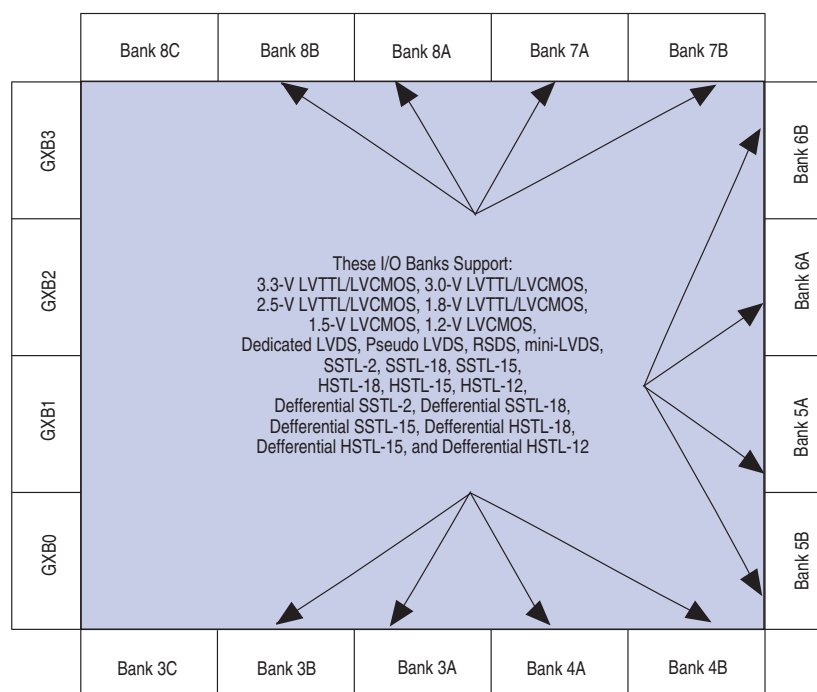 Bank 8C
Bank 8B
Bank 8A
Bank 7A
Bank 7B
GXB3
GXB2
GXB1
GXB0
Bank 6B
Bank 6A
Bank 5A
Bank 5B
These I/O Banks Support:
3.3-V LVTTL/LVCMOS, 3.0-V LVTTL/LVCMOS,
2.5-V LVTTL/LVCMOS, 1.8-V LVTTL/LVCMOS,
1.5-V LVCMOS, 1.2-V LVCMOS,
Dedicated LVDS, Pseudo LVDS, RSDS, mini-LVDS,
SSTL-2, SSTL-18, SSTL-15,
HSTL-18, HSTL-15, HSTL-12,
Defferential SSTL-2, Defferential SSTL-18,
Defferential SSTL-15, Defferential HSTL-18,
Defferential HSTL-15, and Defferential HSTL-12
Bank 3C
Bank 3B
Bank 3A
Bank 4A
Bank 4B